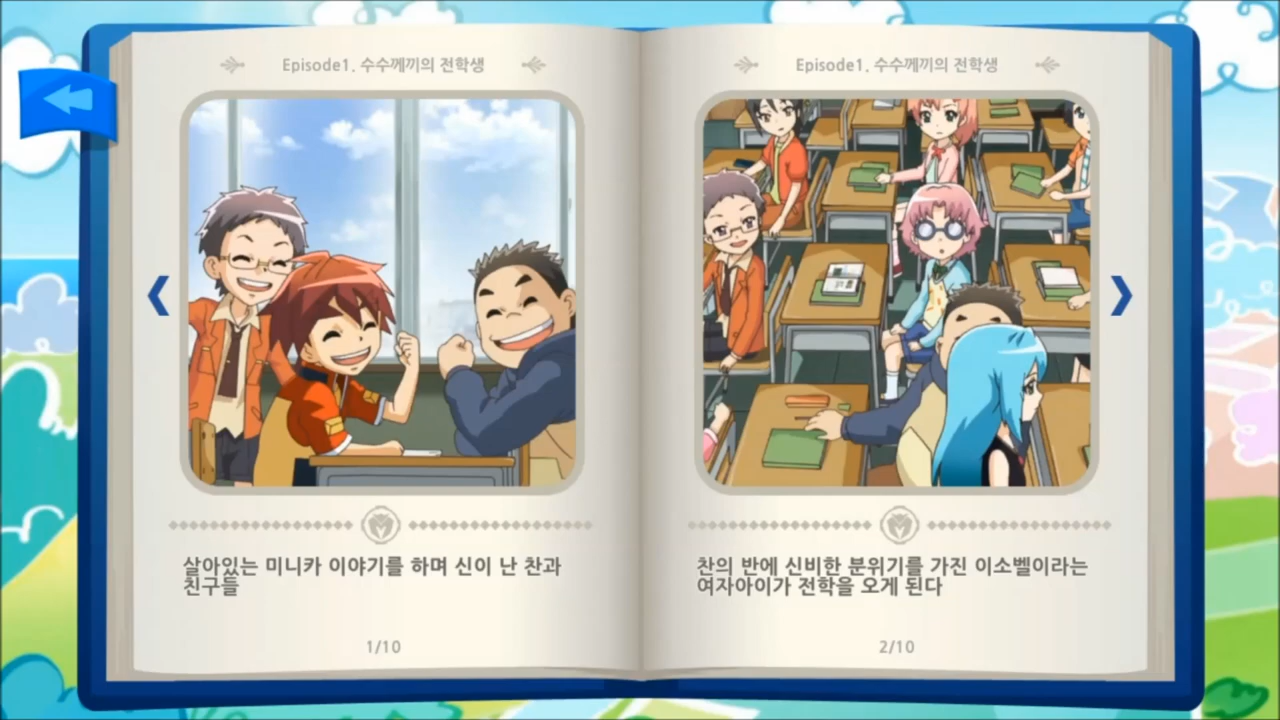 Episode1. 수수께끼의 전학생
살아있는 미니카 이야기를 하며 신이 난 찬과
친구들
1/10
Episode1. 수수께끼의 전학생
찬의 반에 신비한 분위기를 가진 이소벨이라는
여자아이가 전학을 오게 된다
2/10